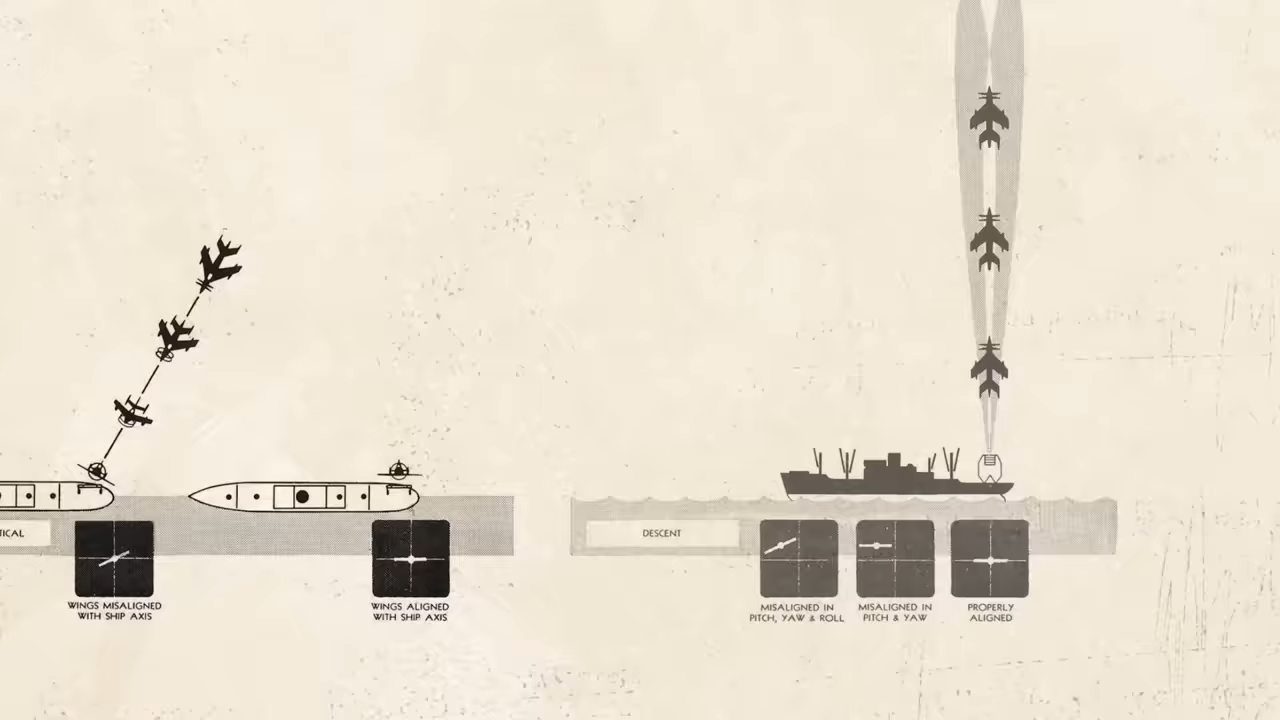 TICAL
WINGS MISALIGNED
WITH SHIP AXIS
WINGS ALIGNED
WITH SHIP AXIS
DESCENT
MISALIGNED IN
PITCH, YAW & ROLL
MISALIGNED IN
PITCH & YAW
PROPERLY
ALIGNED